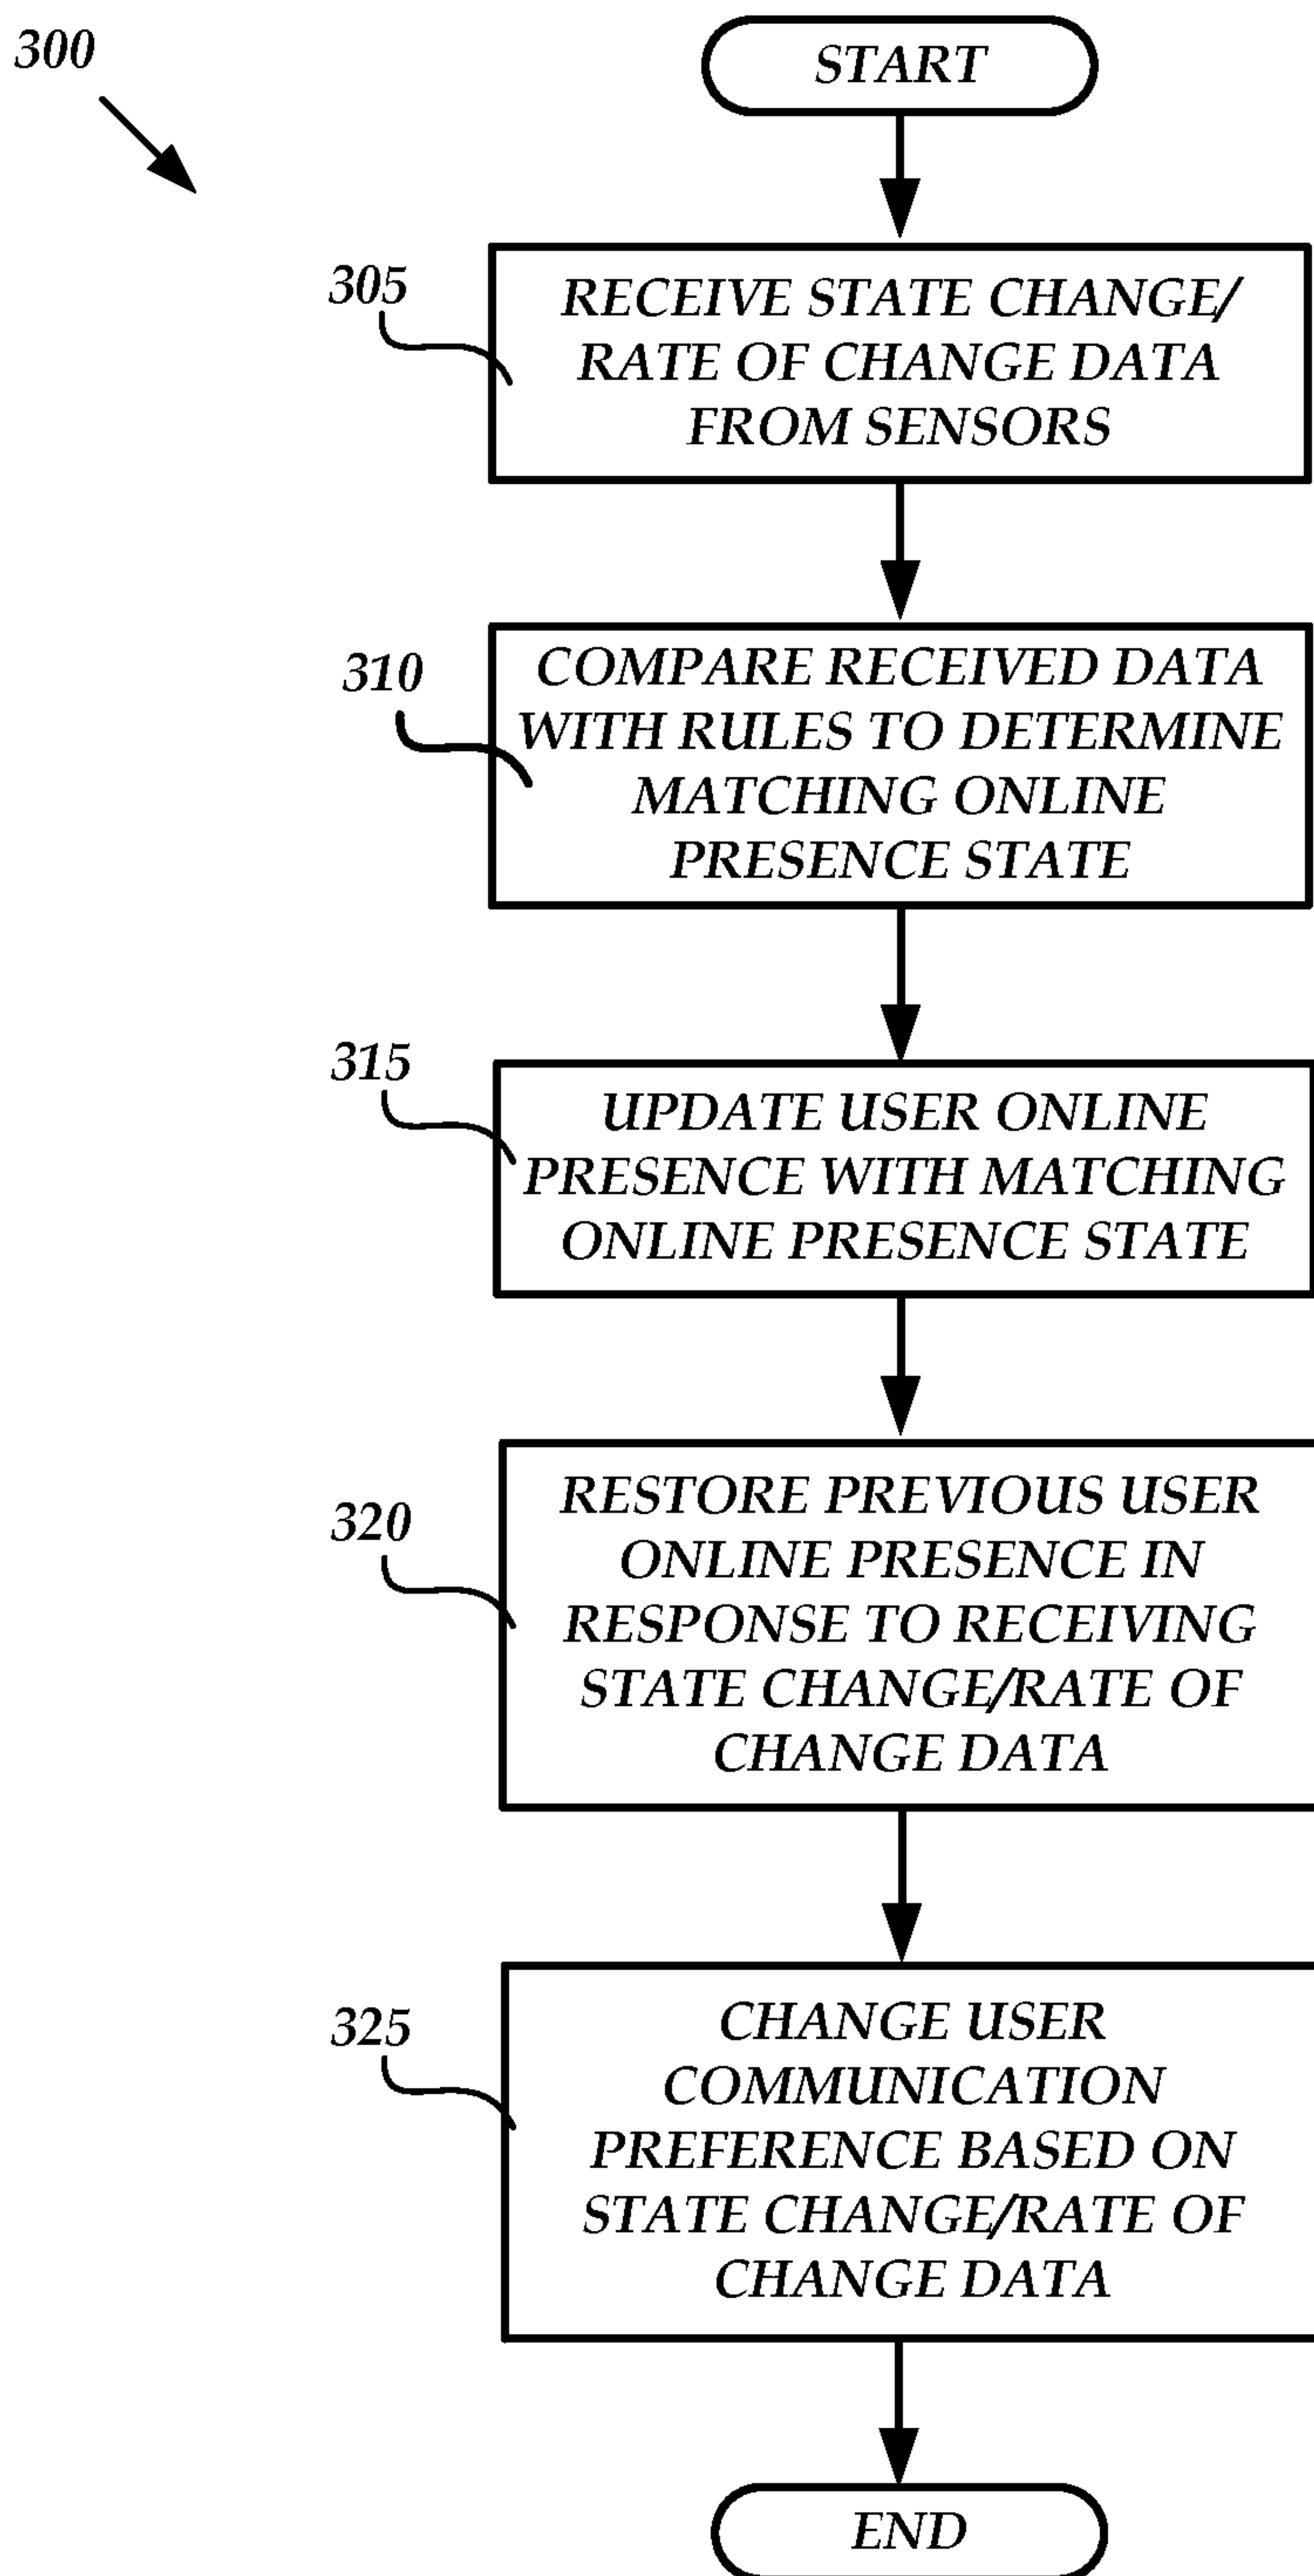 300
START
305
RECEIVE STATE CHANGE/
RATE OF CHANGE DATA
FROM SENSORS
310
COMPARE RECEIVED DATA
WITH RULES TO DETERMINE
MATCHING ONLINE
PRESENCE STATE
315
UPDATE USER ONLINE
PRESENCE WITH MATCHING
ONLINE PRESENCE STATE
320
RESTORE PREVIOUS USER
ONLINE PRESENCE IN
RESPONSE TO RECEIVING
STATE CHANGE/RATE OF
CHANGE DATA
325
CHANGE USER
COMMUNICATION
PREFERENCE BASED ON
STATE CHANGE/RATE OF
CHANGE DATA
END